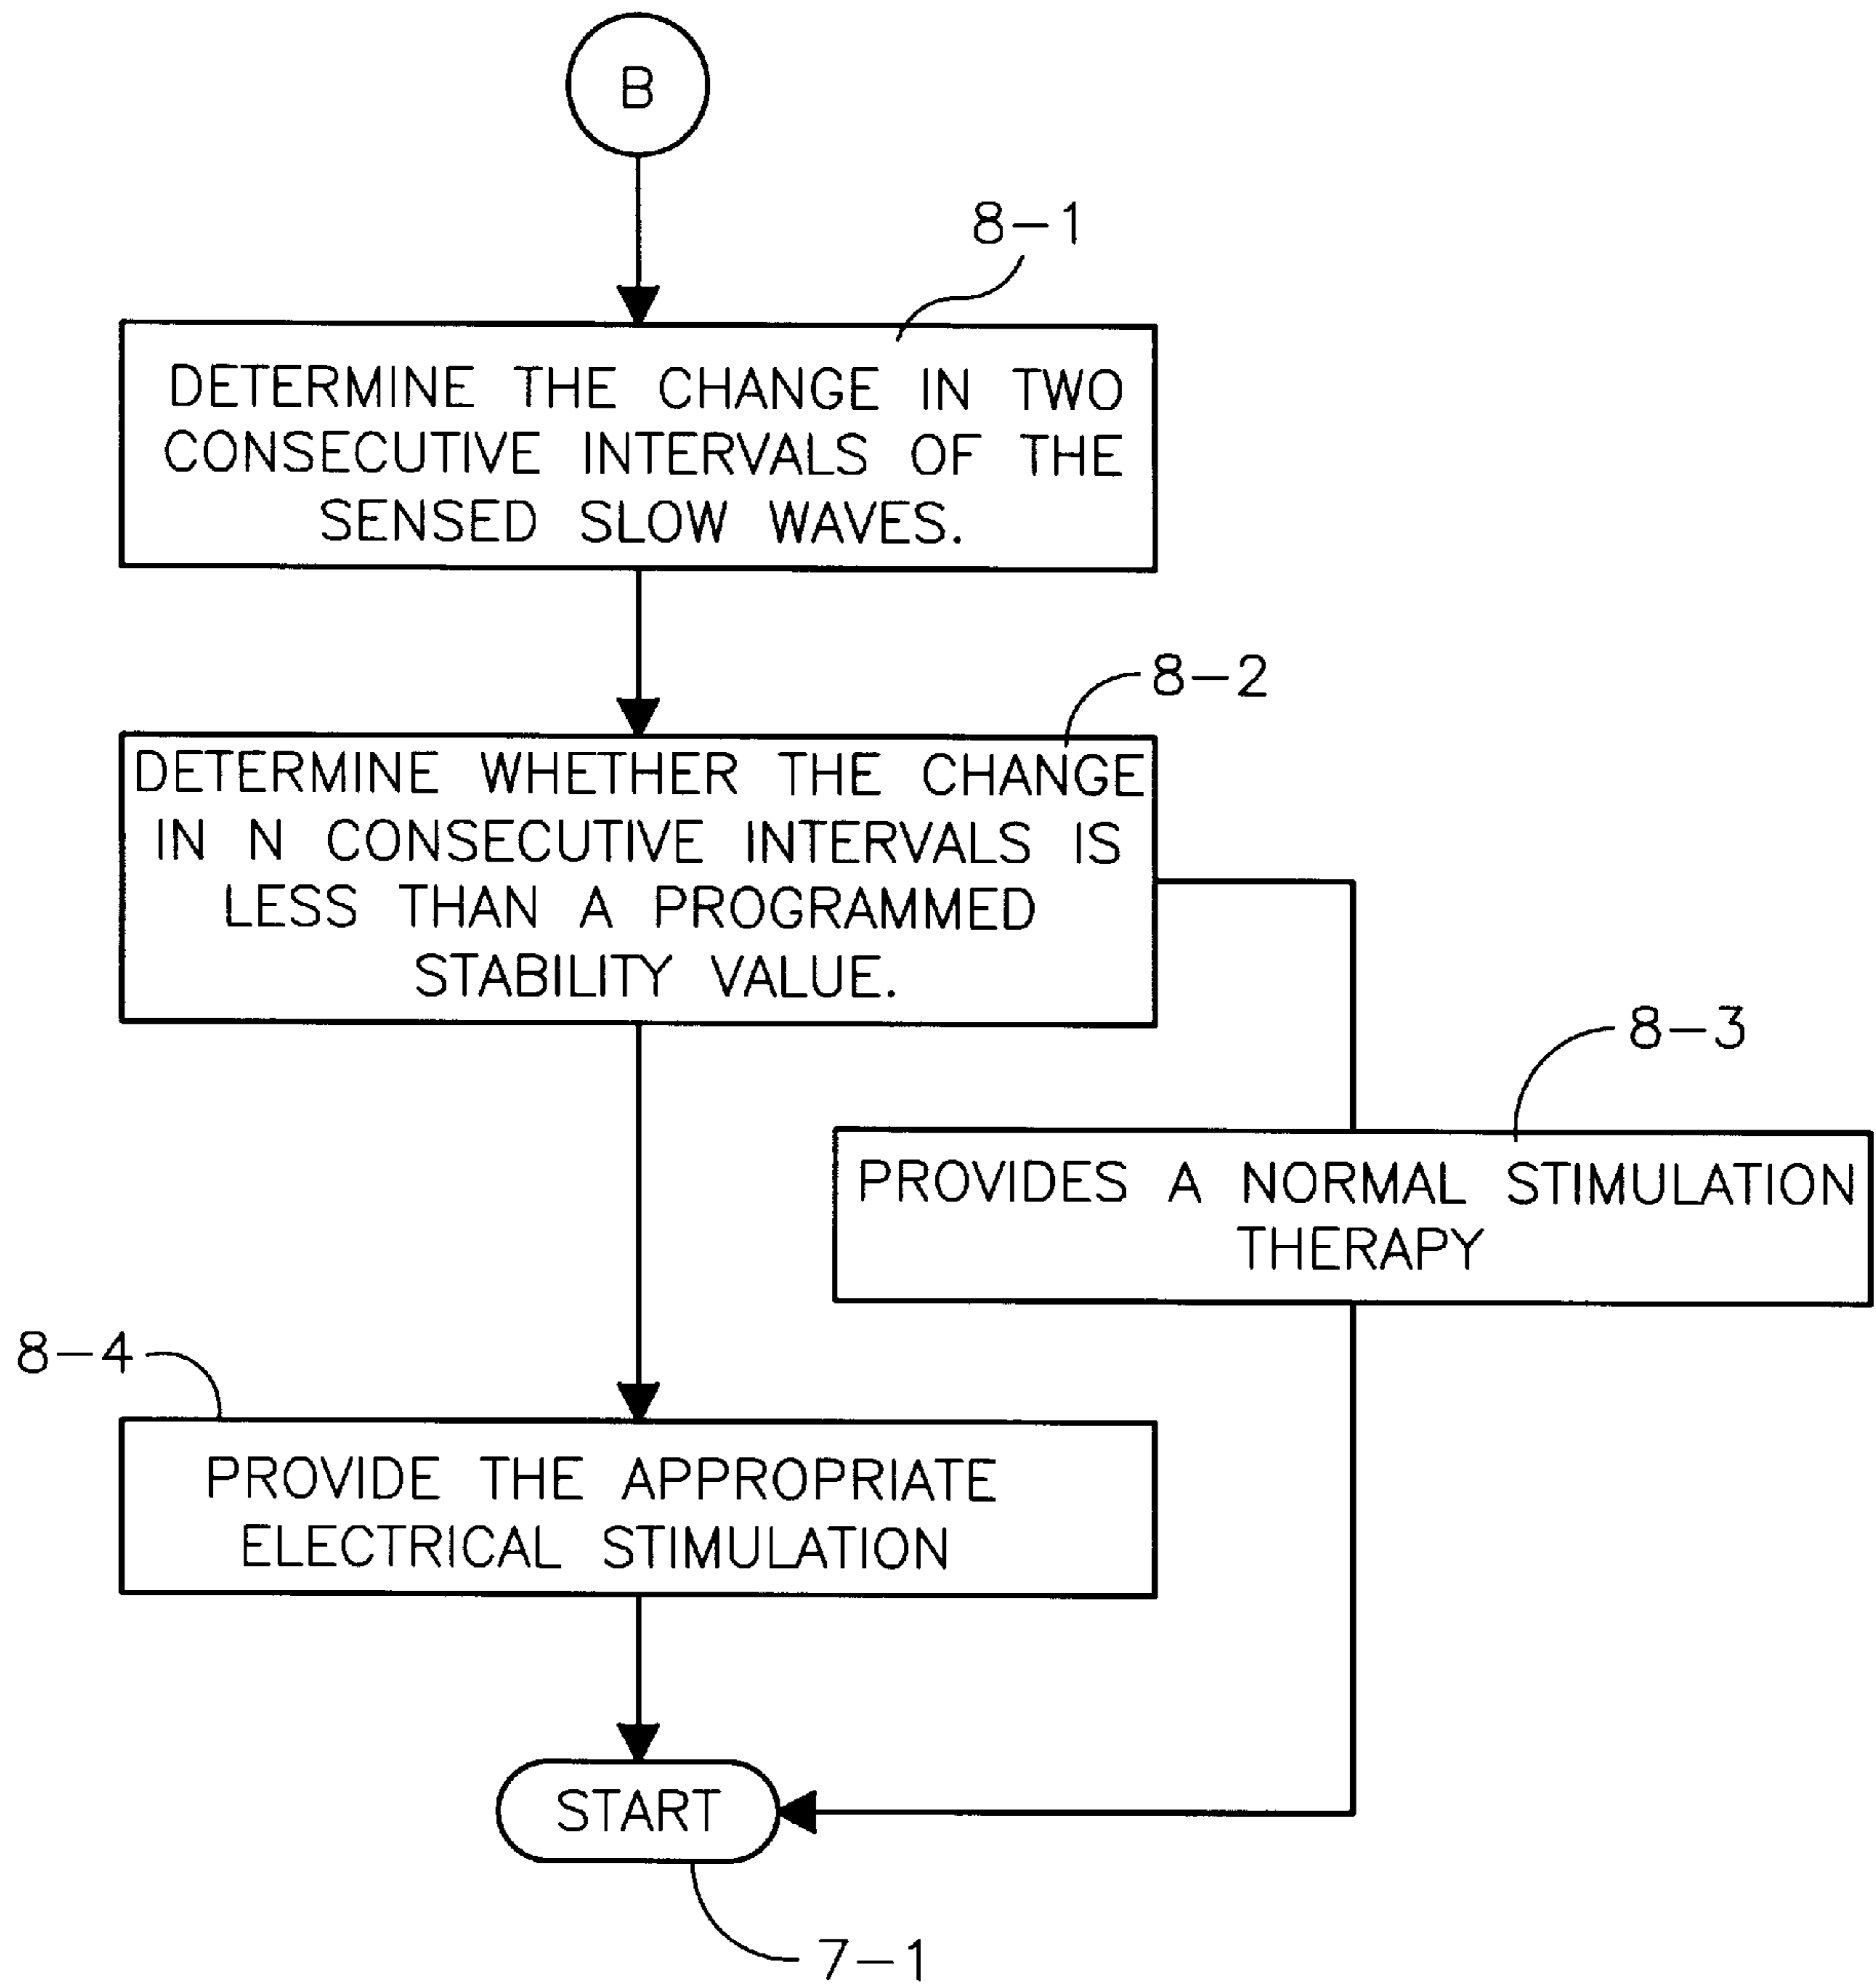 B
8-1
DETERMINE THE CHANGE IN TWO
CONSECUTIVE INTERVALS OF THE
SENSED SLOW WAVES.
8-2
DETERMINE WHETHER THE CHANGE
IN N CONSECUTIVE INTERVALS IS
LESS THAN A PROGRAMMED
STABILITY VALUE.
8-3
PROVIDES A NORMAL STIMULATION
THERAPY
8-4
PROVIDE THE APPROPRIATE
ELECTRICAL STIMULATION
START
7-1